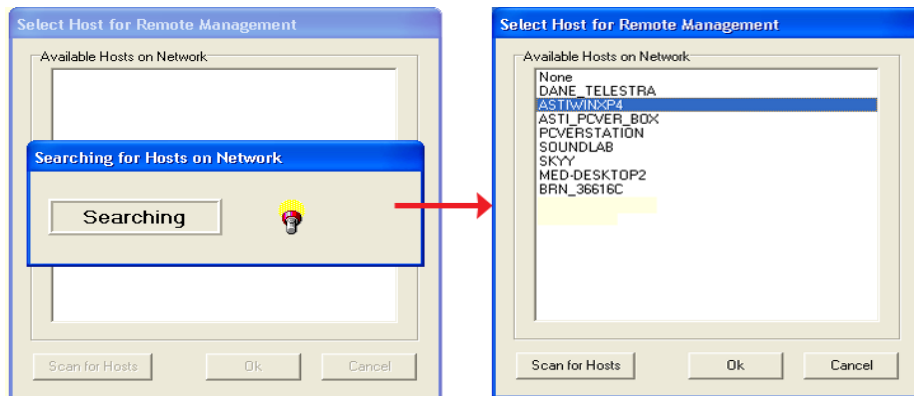 Select Host for Remote Management
Available Hosts on Network
Searching for Hosts on Network
Searching
Scan for Hosts
Ok
Cancel
Select Host for Remote Management
Available Hosts on Network
None
DANE_TELESTRA
ASTIWINXP4
ASTI_PCVER_BOX
PCVERSTATION
SOUNDLAB
SKYY
MED-DESKTOP2
BRN_36616C
Scan for Hosts
Ok
Cancel